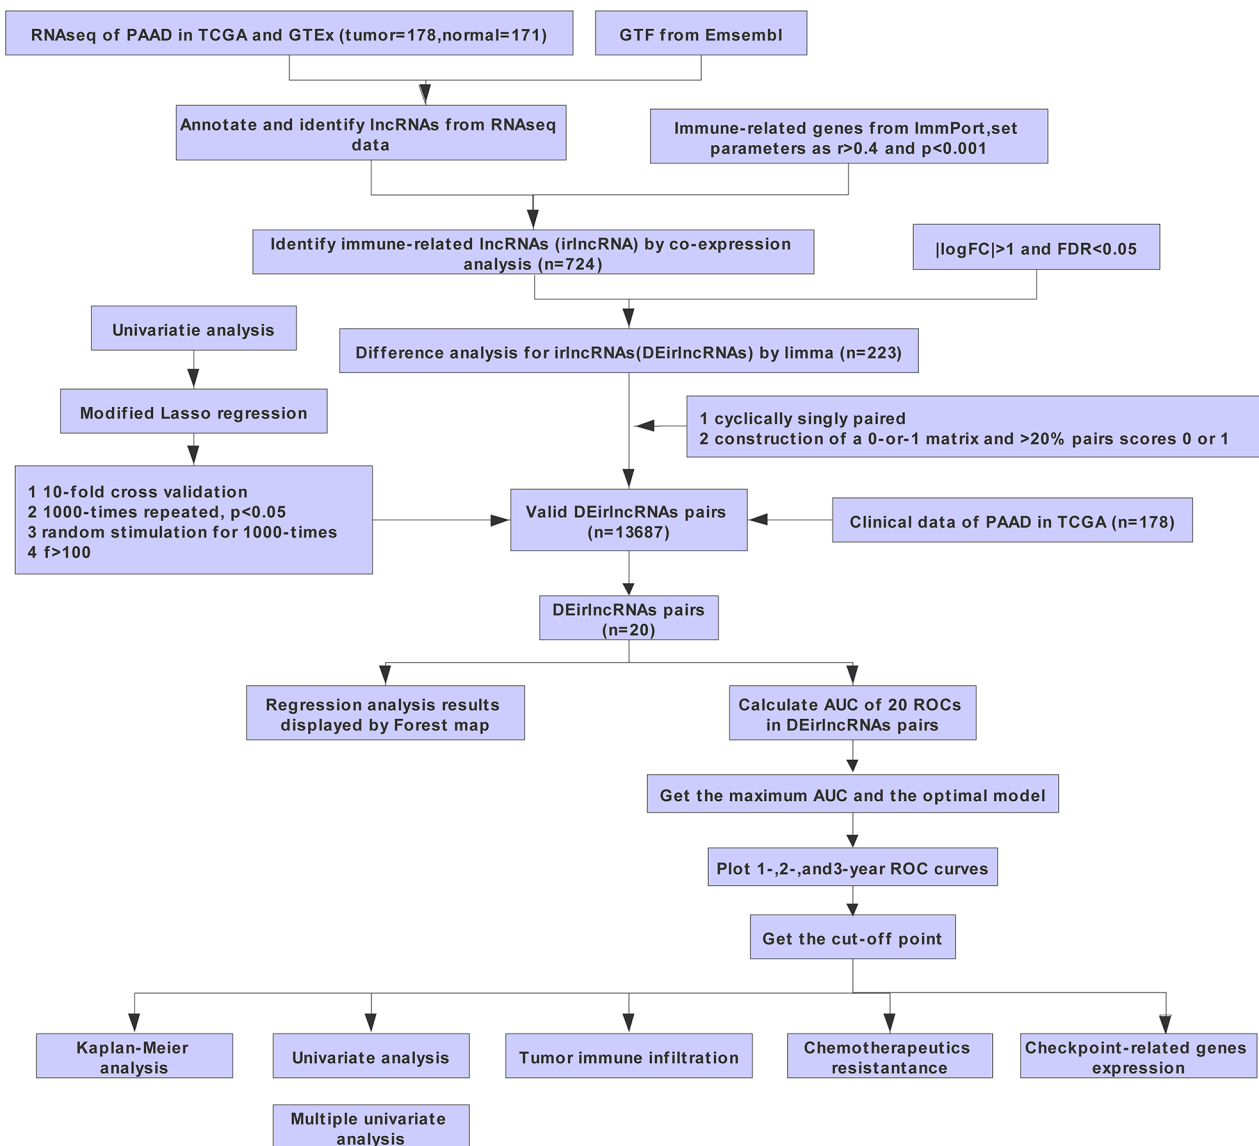 RNAseq of PAAD in TCGA and GTEx (tumor=178,normal=171)
GTF from Emsembl
Annotate and identify lncRNAs from RNAseq
data
Immune-related genes from ImmPort,set
parameters as r>0.4 and p<0.001
Identify immune-related lncRNAs (irlncRNA) by co-expression
analysis (n=724)
|logFC|>1 and FDR<0.05
Univariatie analysis
Difference analysis for irlncRNAs(DEirlncRNAs) by limma (n=223)
Modified Lasso regression
1 cyclically singly paired
2 construction of a 0-or-1 matrix and >20% pairs scores 0 or 1
1 10-fold cross validation
2 1000-times repeated, p<0.05
3 random stimulation for 1000-times
4 f>100
Valid DEirlncRNAs pairs
(n=13687)
Clinical data of PAAD in TCGA (n=178)
DEirlncRNAs pairs
(n=20)
Regression analysis results
displayed by Forest map
Calculate AUC of 20 ROCs
in DEirlncRNAs pairs
Get the maximum AUC and the optimal model
Plot 1-,2-,and3-year ROC curves
Get the cut-off point
Kaplan-Meier
analysis
Univariate analysis
Tumor immune infiltration
Chemotherapeutics
resistantance
Checkpoint-related genes
expression
Multiple univariate
analysis